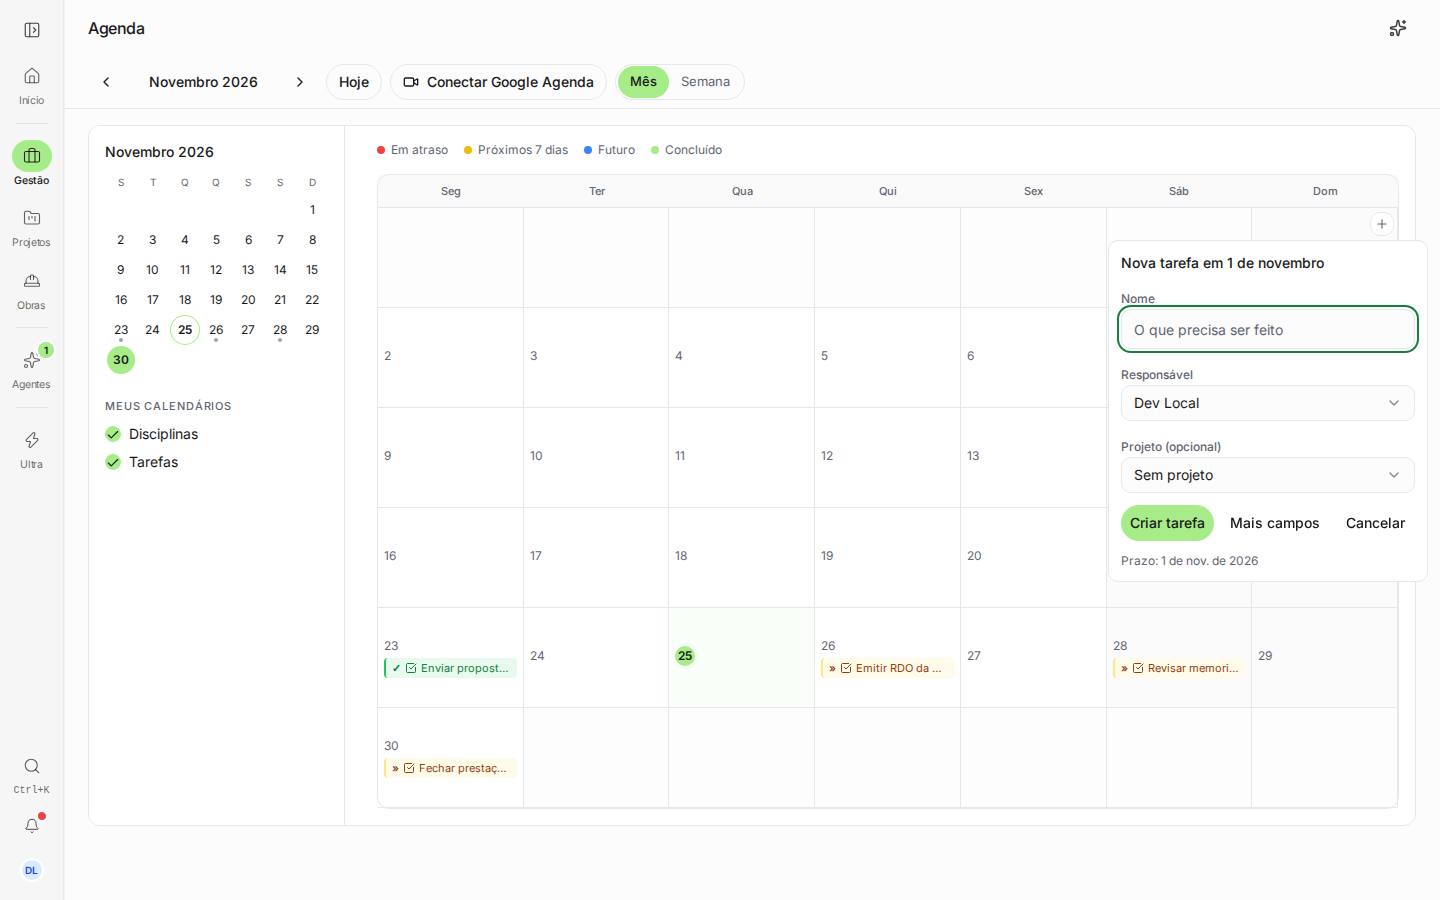 Agenda
Novembro 2026
Hoje
Conectar Google Agenda
Mês
Semana
Início
Gestão
Projetos
Obras
1
Agentes
Ultra
Ctrl+K
DL
Novembro 2026
S T Q Q S S D
1
2 3 4 5 6 7 8
9 10 11 12 13 14 15
16 17 18 19 20 21 22
23 24 25 26 27 28 29
30
MEUS CALENDÁRIOS
Disciplinas
Tarefas
Em atraso
Próximos 7 dias
Futuro
Concluído
Seg Ter Qua Qui Sex Sáb Dom
2 3 4 5 6
9 10 11 12 13
16 17 18 19 20
23 24 25 26 27 28 29
✓ Enviar propost...
» Emitir RDO da ...
» Revisar memori...
30
» Fechar prestaç...
Nova tarefa em 1 de novembro
Nome
O que precisa ser feito
Responsável
Dev Local
Projeto (opcional)
Sem projeto
Criar tarefa
Mais campos
Cancelar
Prazo: 1 de nov. de 2026